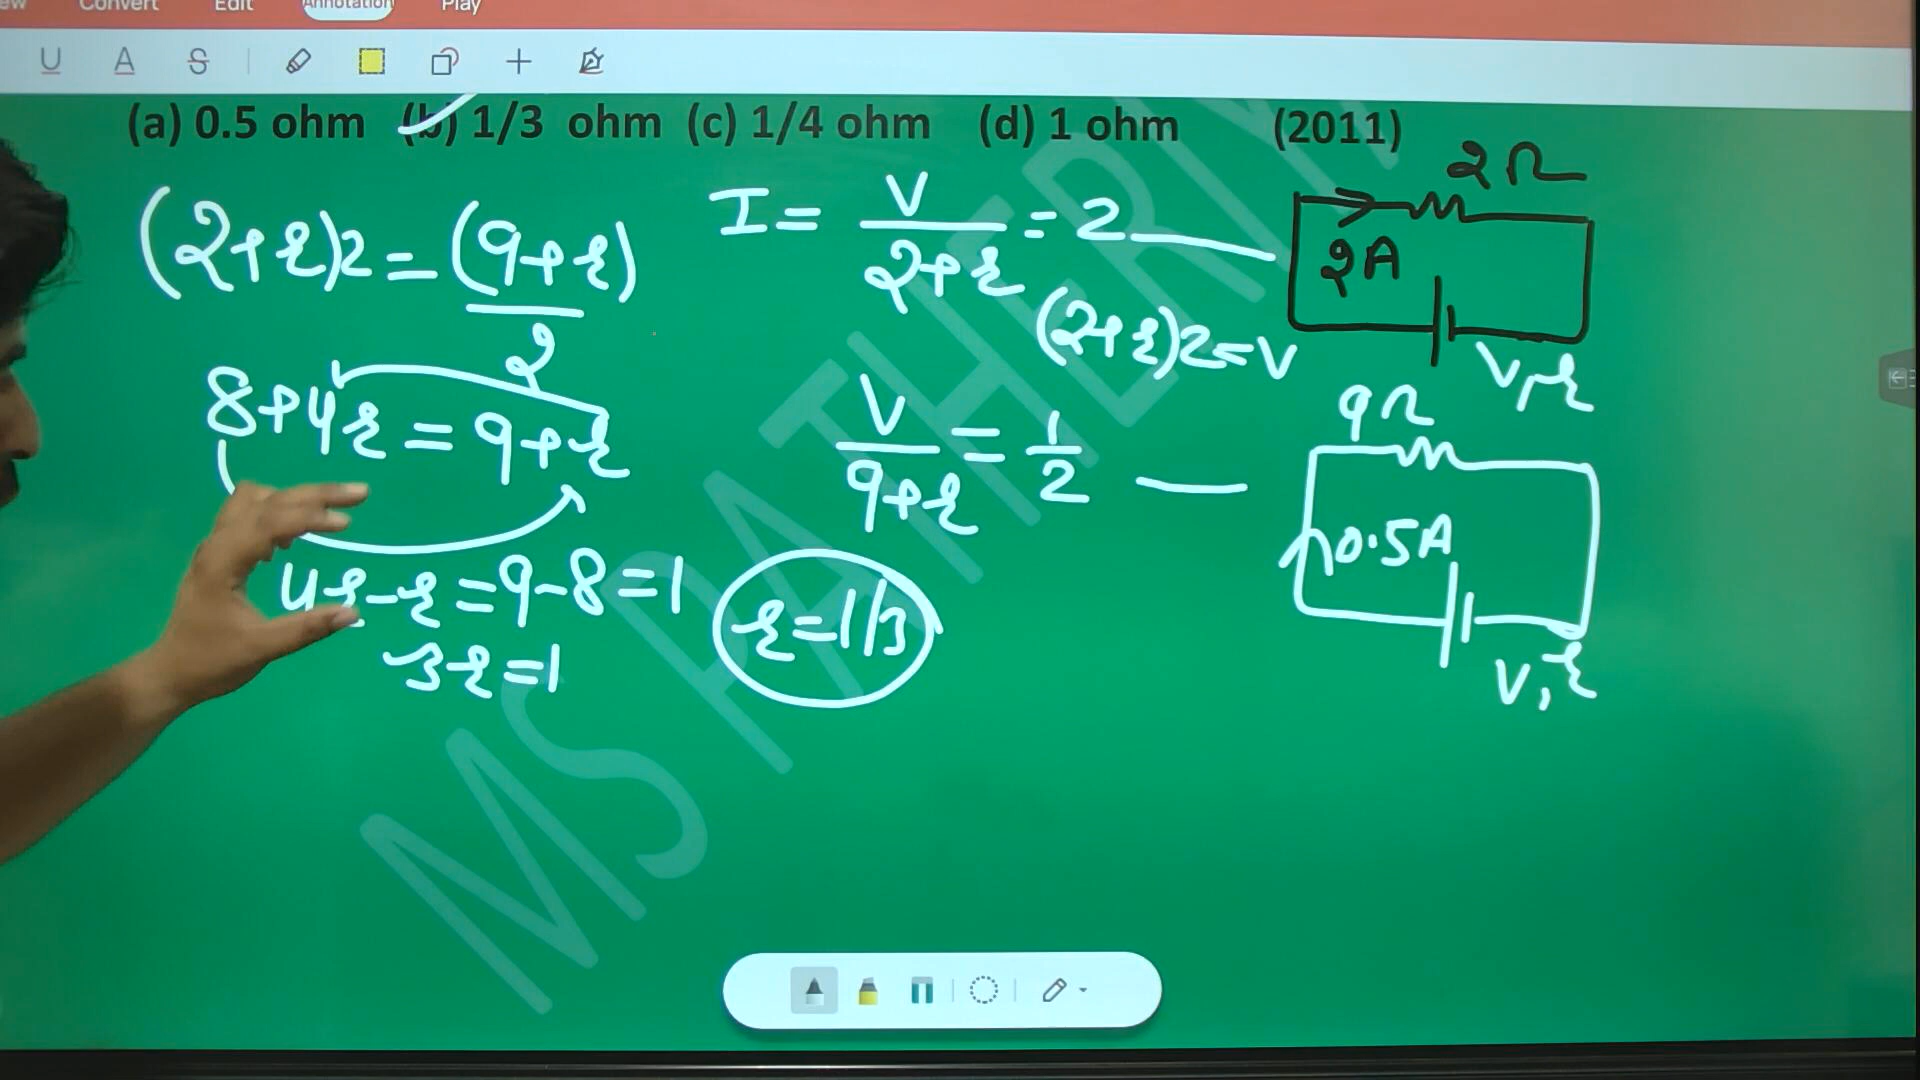 Convert Edit Annotation Play
U A S
(a) 0.5 ohm (b) 1/3 ohm (c) 1/4 ohm (d) 1 ohm (2011)
(2+r)2 = (9+r)/2
8+4r = 9+r
4r-r = 9-8 = 1
3r = 1
I = V/(2+r) = 2
(2+r)2 = V
V/(9+r) = 1/2
r = 1/3
2Ω
2A
V, r
9Ω
0.5A
V, r
MS PATHERIYA